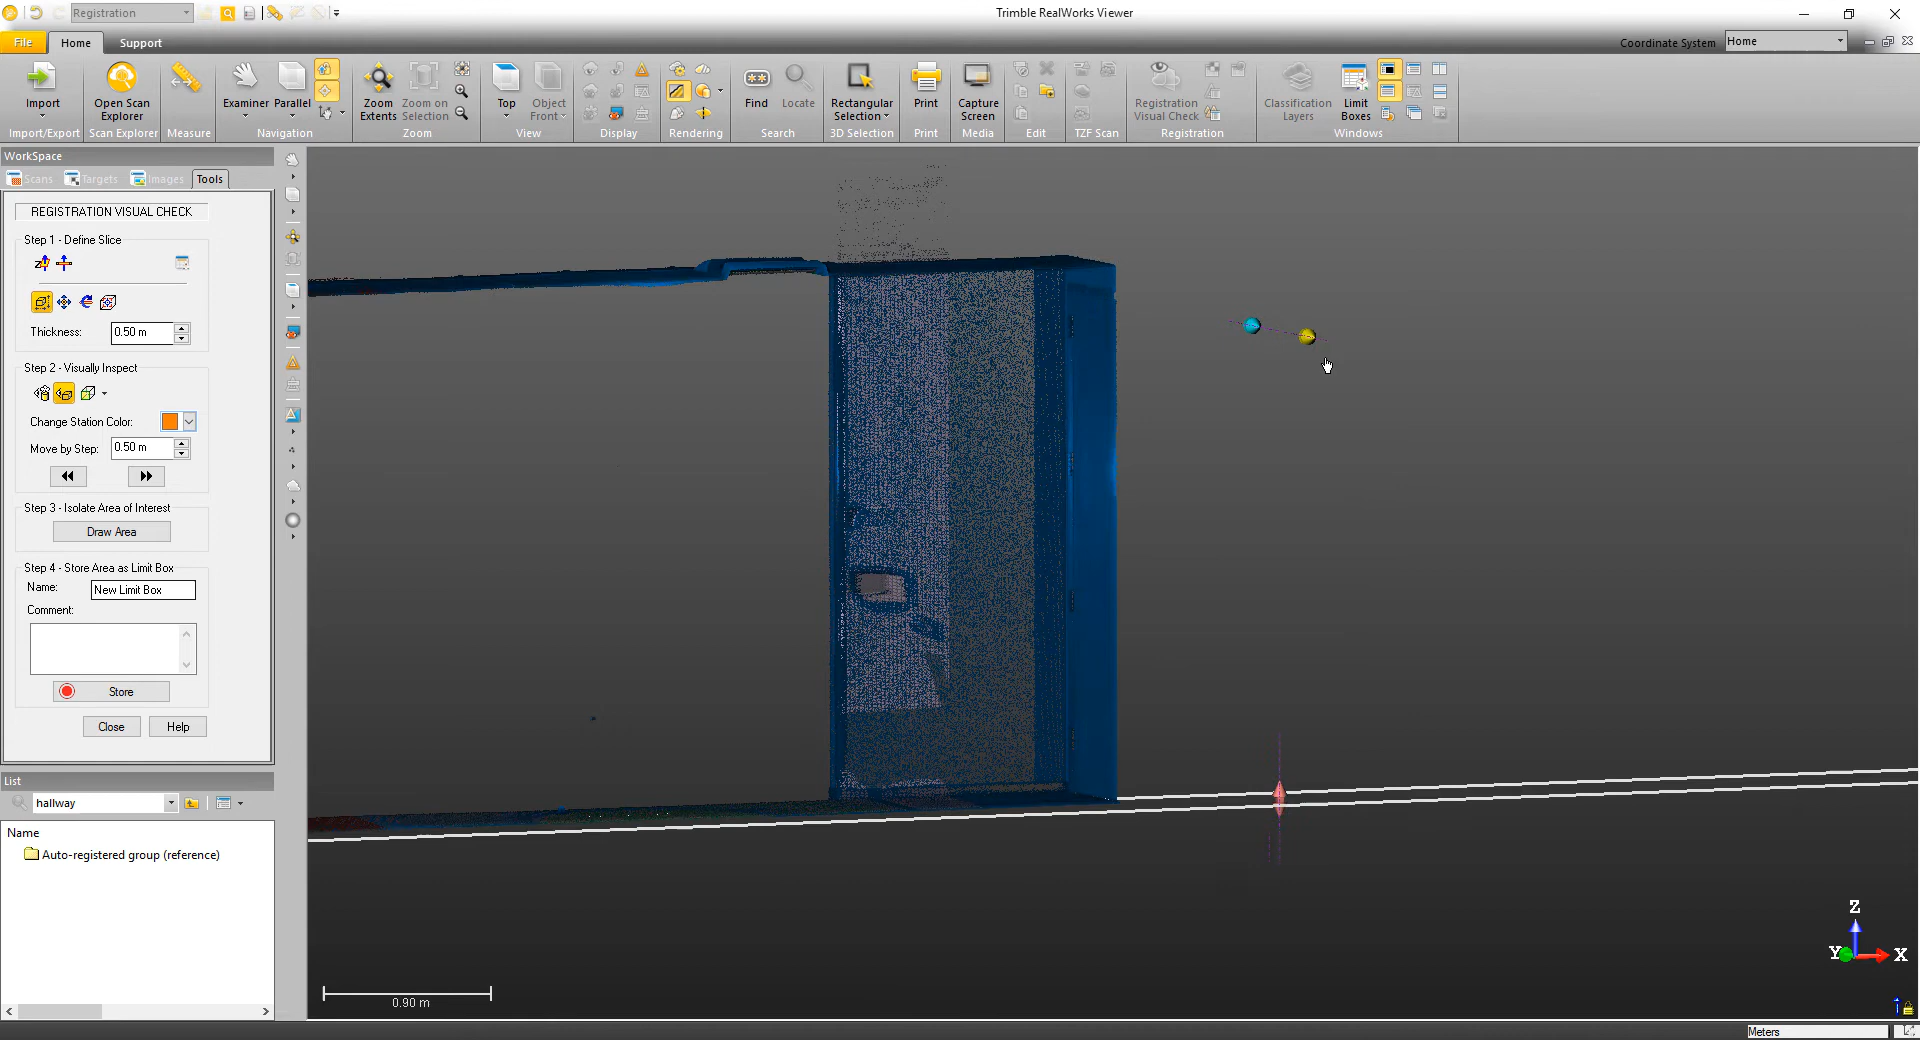 Registration
Trimble RealWorks Viewer
File
Home
Support
Coordinate System
Home
Import
Open Scan
Explorer
Examiner
Parallel
Zoom
Extents
Zoom on
Selection
Top
Object
Front
Find
Locate
Rectangular
Selection
Print
Capture
Screen
Registration
Visual Check
Classification
Layers
Limit
Boxes
Import/Export
Scan Explorer
Measure
Navigation
Zoom
View
Display
Rendering
Search
3D Selection
Print
Media
Edit
TZF Scan
Registration
Windows
WorkSpace
Scans
Targets
Images
Tools
REGISTRATION VISUAL CHECK
Step 1 - Define Slice
Thickness:
0.50 m
Step 2 - Visually Inspect
Change Station Color:
Move by Step:
0.50 m
Step 3 - Isolate Area of Interest
Draw Area
Step 4 - Store Area as Limit Box
Name:
New Limit Box
Comment:
Store
Close
Help
List
hallway
Name
Auto-registered group (reference)
0.90 m
Z
Y
X
Meters